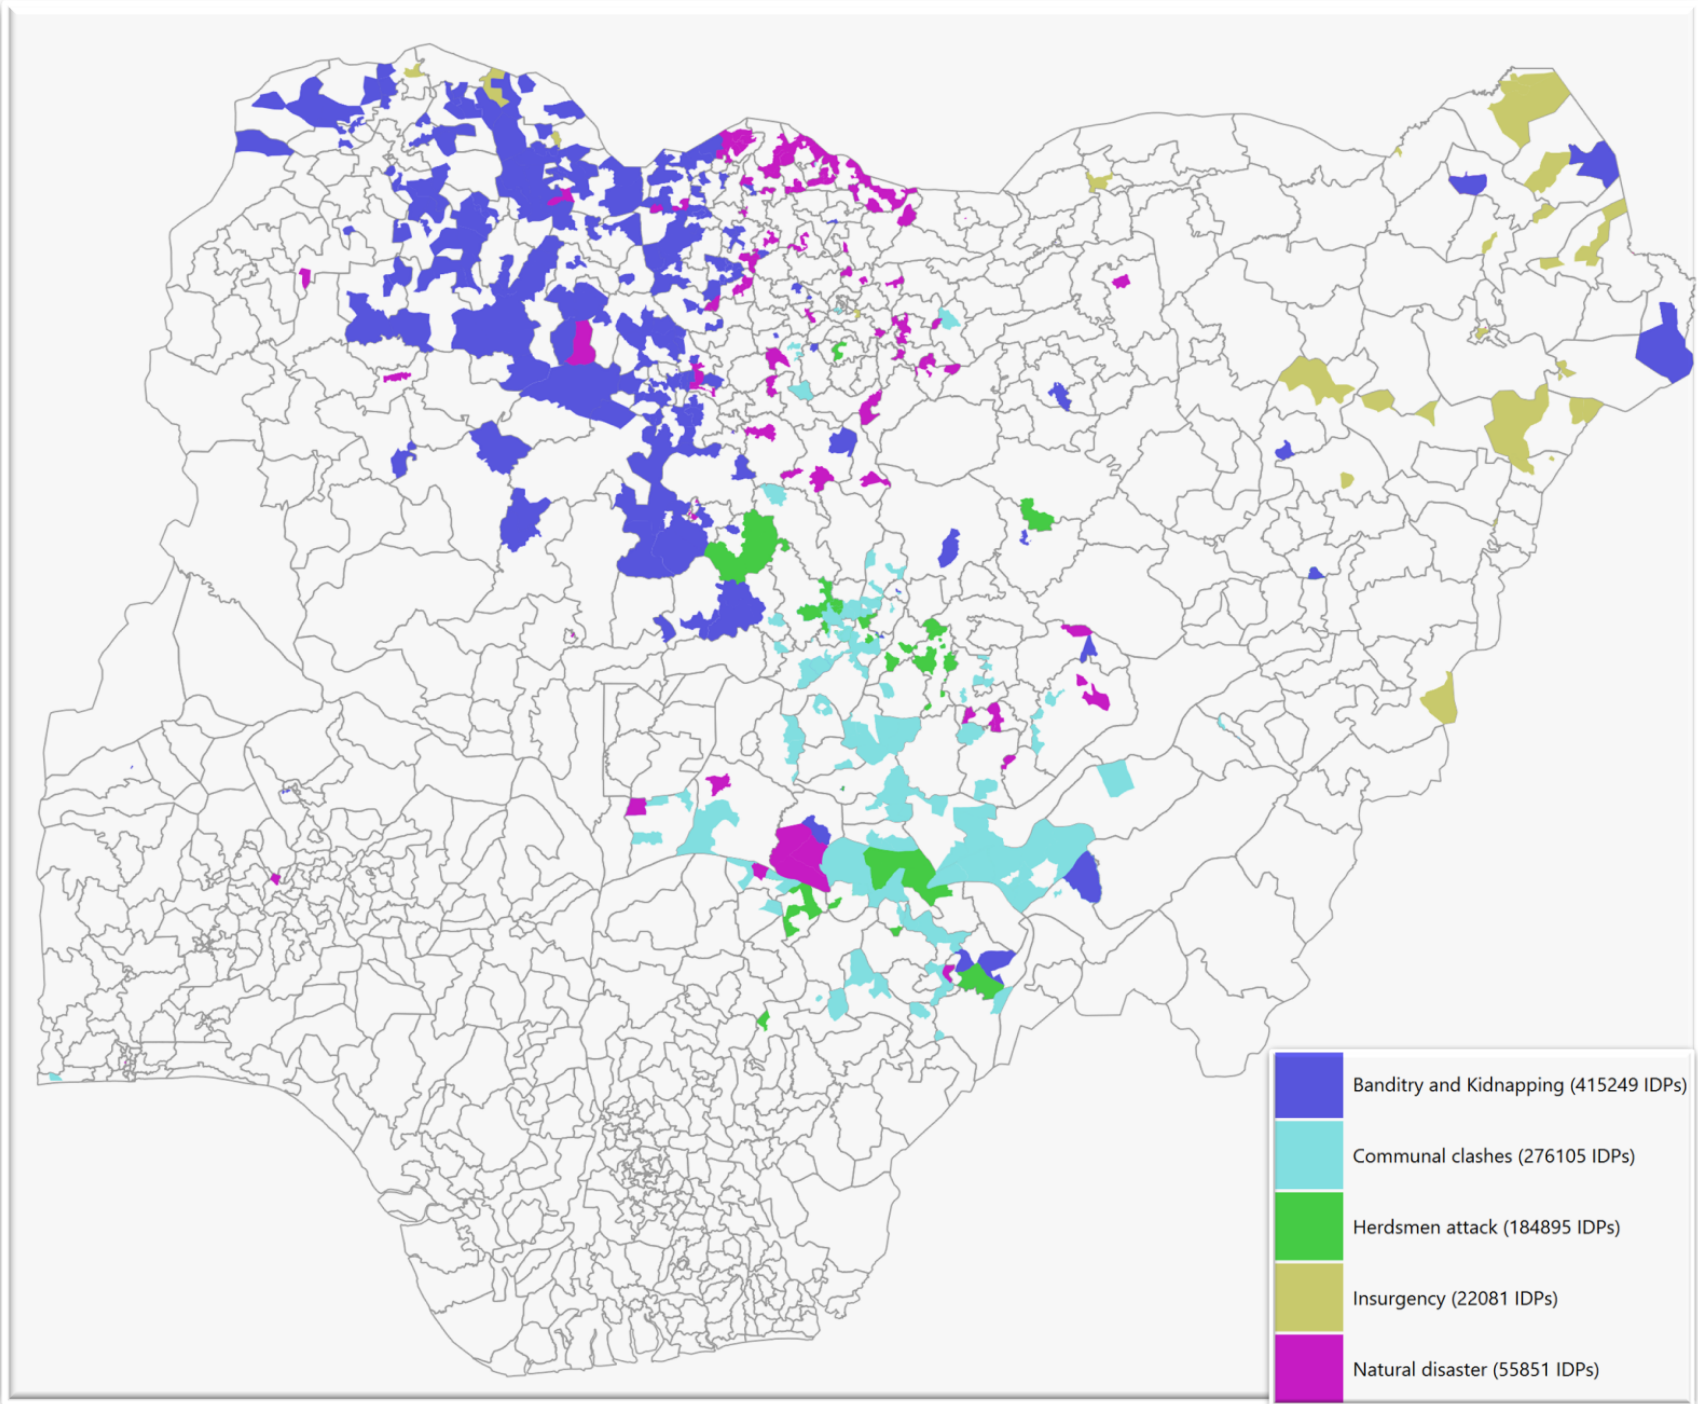 Banditry and Kidnapping (415249 IDPs)
Communal clashes (276105 IDPs)
Herdsmen attack (184895 IDPs)
Insurgency (22081 IDPs)
Natural disaster (55851 IDPs)